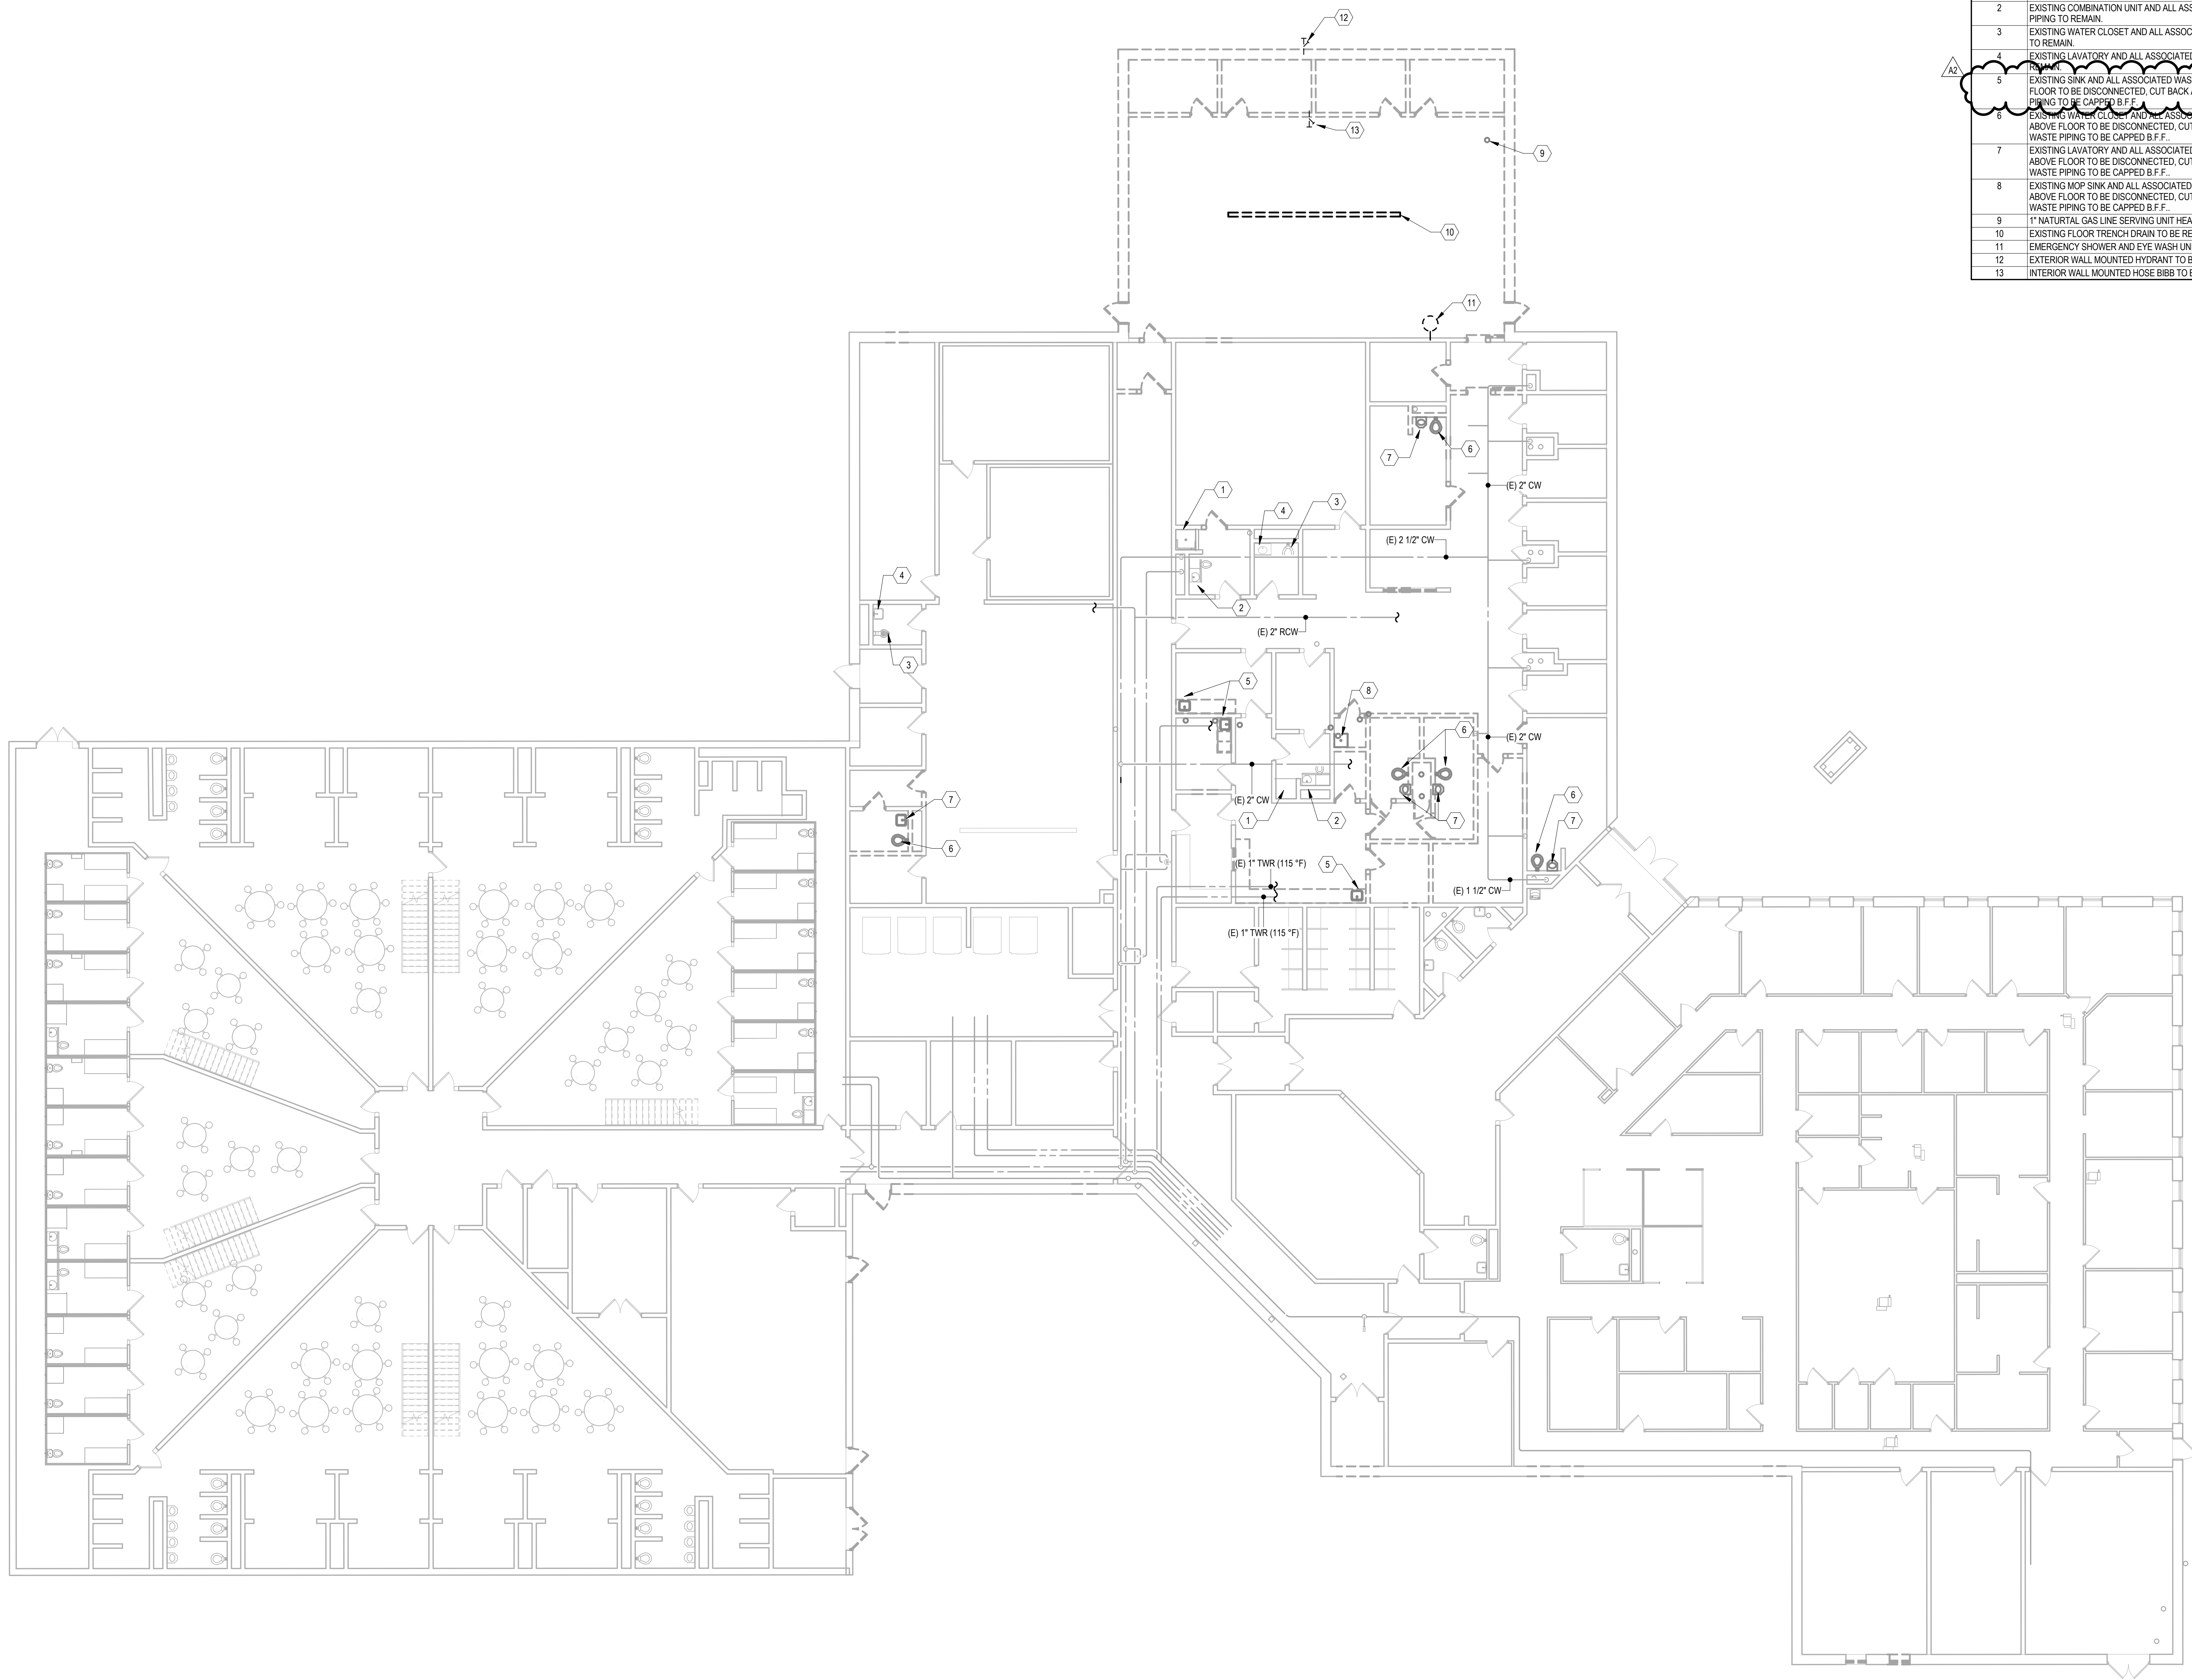 2 EXISTING COMBINATION UNIT AND ALL ASS
PIPING TO REMAIN.
3 EXISTING WATER CLOSET AND ALL ASSOC
TO REMAIN.
4 EXISTING LAVATORY AND ALL ASSOCIATED
REMAIN.
A2
5 EXISTING SINK AND ALL ASSOCIATED WAS
FLOOR TO BE DISCONNECTED, CUT BACK A
PIPING TO BE CAPPED B.F.F.
6 EXISTING WATER CLOSET AND ALL ASSOC
ABOVE FLOOR TO BE DISCONNECTED, CUT
WASTE PIPING TO BE CAPPED B.F.F..
7 EXISTING LAVATORY AND ALL ASSOCIATED
ABOVE FLOOR TO BE DISCONNECTED, CUT
WASTE PIPING TO BE CAPPED B.F.F..
8 EXISTING MOP SINK AND ALL ASSOCIATED
ABOVE FLOOR TO BE DISCONNECTED, CUT
WASTE PIPING TO BE CAPPED B.F.F..
9 1" NATURTAL GAS LINE SERVING UNIT HEA
10 EXISTING FLOOR TRENCH DRAIN TO BE RE
11 EMERGENCY SHOWER AND EYE WASH UNI
12 EXTERIOR WALL MOUNTED HYDRANT TO B
13 INTERIOR WALL MOUNTED HOSE BIBB TO B
12
13
9
10
11
7
6
(E) 2" CW
1
4
3
(E) 2 1/2" CW
4
2
(E) 2" RCW
3
5
8
6
(E) 2" CW
(E) 2" CW
7
6
1
2
7
7
6
(E) 1" TWR (115 °F)
5
(E) 1 1/2" CW
(E) 1" TWR (115 °F)